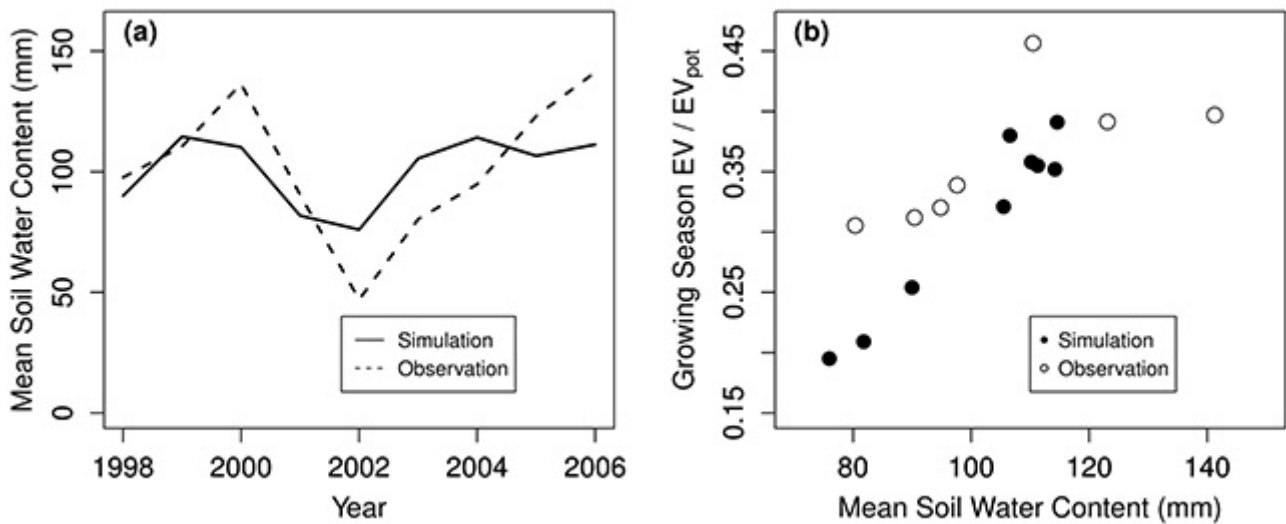 (a)
Mean Soil Water Content (mm)
150
100
50
0
Simulation
Observation
1998 2000 2002 2004 2006
Year
(b)
Growing Season EV / EVpot
0.45
0.35
0.25
0.15
Simulation
Observation
80 100 120 140
Mean Soil Water Content (mm)